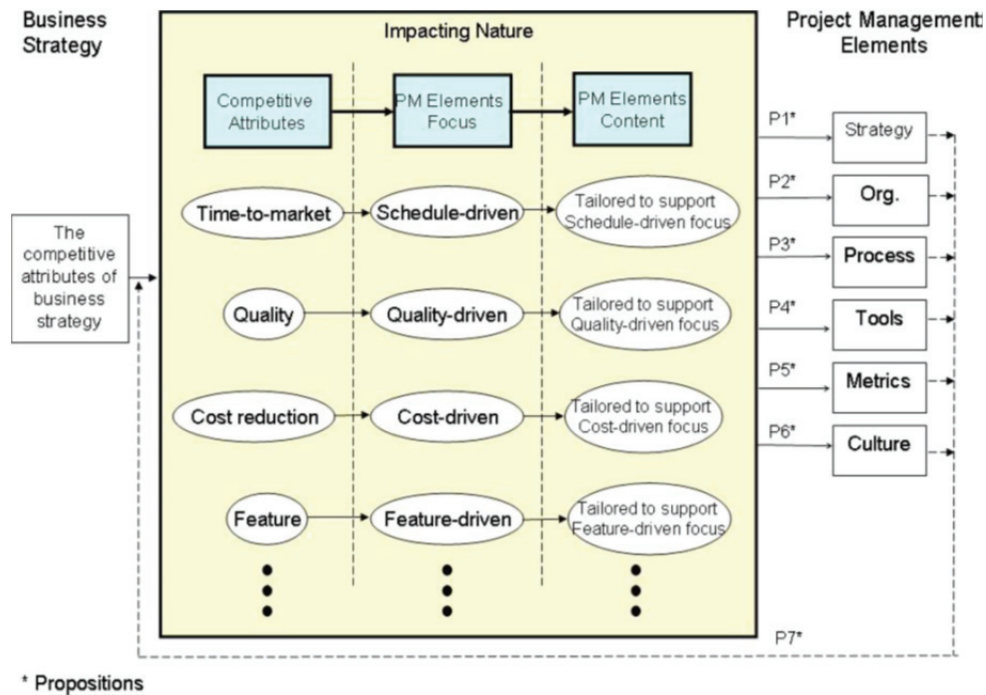 Business
Strategy
Impacting Nature
Project Management
Elements
Competitive
Attributes
PM Elements
Focus
PM Elements
Content
P1*
Strategy
P2*
Org.
Time-to-market
Schedule-driven
Tailored to support
Schedule-driven focus
The
competitive
attributes of
business
strategy
P3*
Process
Quality
Quality-driven
Tailored to support
Quality-driven focus
P4*
Tools
P5*
Metrics
Cost reduction
Cost-driven
Tailored to support
Cost-driven focus
P6*
Culture
Feature
Feature-driven
Tailored to support
Feature-driven focus
P7*
* Propositions